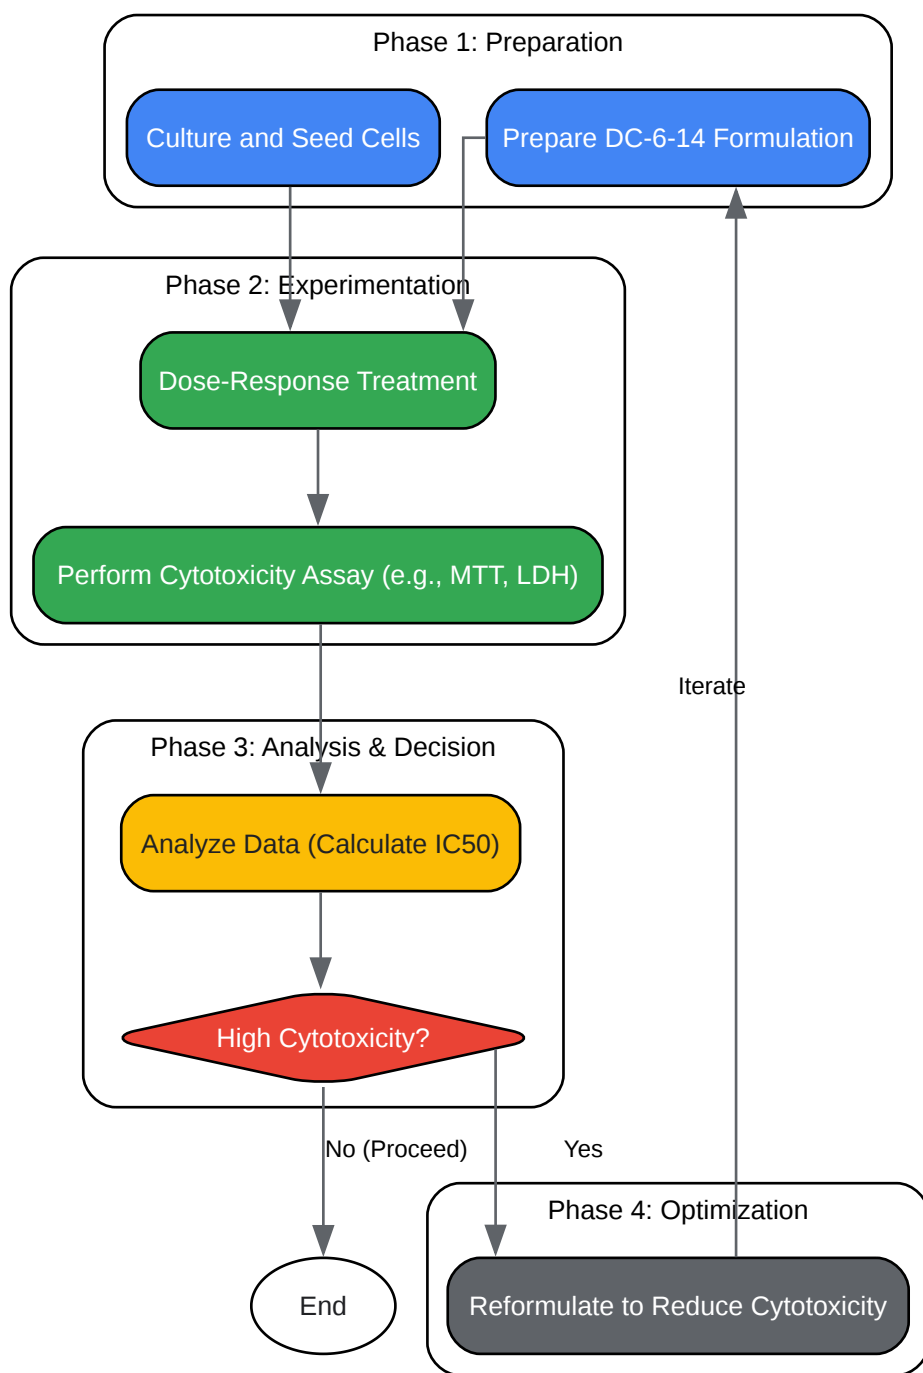 Phase 1: Preparation
Culture and Seed Cells
Prepare DC-6-14 Formulation
Phase 2: Experimentation
Dose-Response Treatment
Perform Cytotoxicity Assay (e.g., MTT, LDH)
Iterate
Phase 3: Analysis & Decision
Analyze Data (Calculate IC50)
High Cytotoxicity?
No (Proceed)
Yes
Phase 4: Optimization
End
Reformulate to Reduce Cytotoxicity